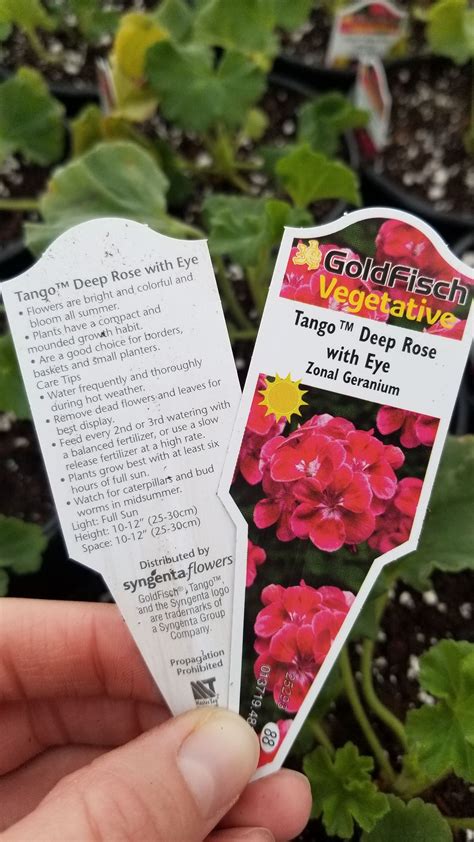 Tango™ Deep Rose with Eye
• Flowers are bright and colorful and
bloom all summer.
• Plants have a compact and
mounded growth habit.
• Are a good choice for borders,
baskets and small planters.
Care Tips
• Water frequently and thoroughly
during hot weather.
• Remove dead flowers and leaves for
best display.
• Feed every 2nd or 3rd watering with
a balanced fertilizer, or use a slow
release fertilizer at a high rate.
• Plants grow best with at least six
hours of full sun.
• Watch for caterpillars and bud
worms in midsummer.
Light: Full Sun
Height: 10-12" (25-30cm)
Space: 10-12" (25-30cm)
Distributed by
syngenta flowers
GoldFisch®, Tango™
and the Syngenta logo
are trademarks of
a Syngenta Group
Company.
Propagation
Prohibited
GoldFisch
Vegetative
Tango™ Deep Rose
with Eye
Zonal Geranium
88